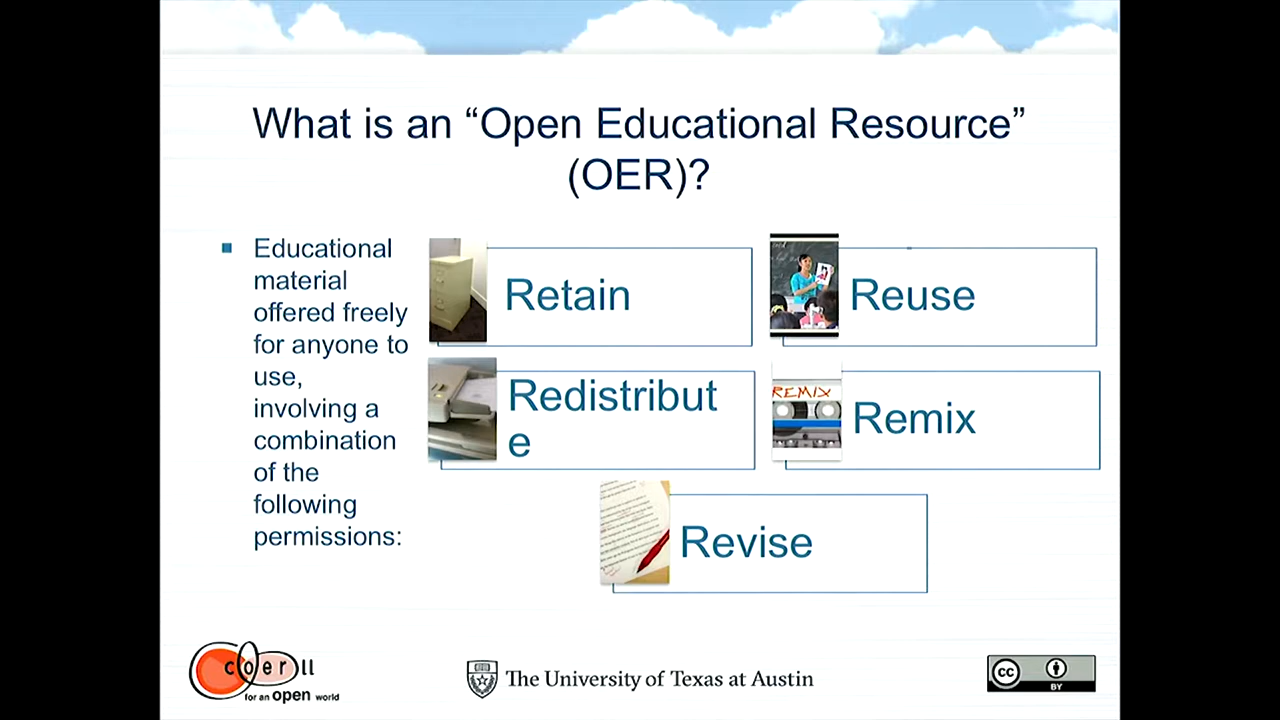 What is an “Open Educational Resource”
(OER)?
Educational
material
offered freely
for anyone to
use,
involving a
combination
of the
following
permissions:
Retain
Reuse
Redistribut
e
REMIX
Remix
Revise
coerll
for an open world
The University of Texas at Austin
cc
BY